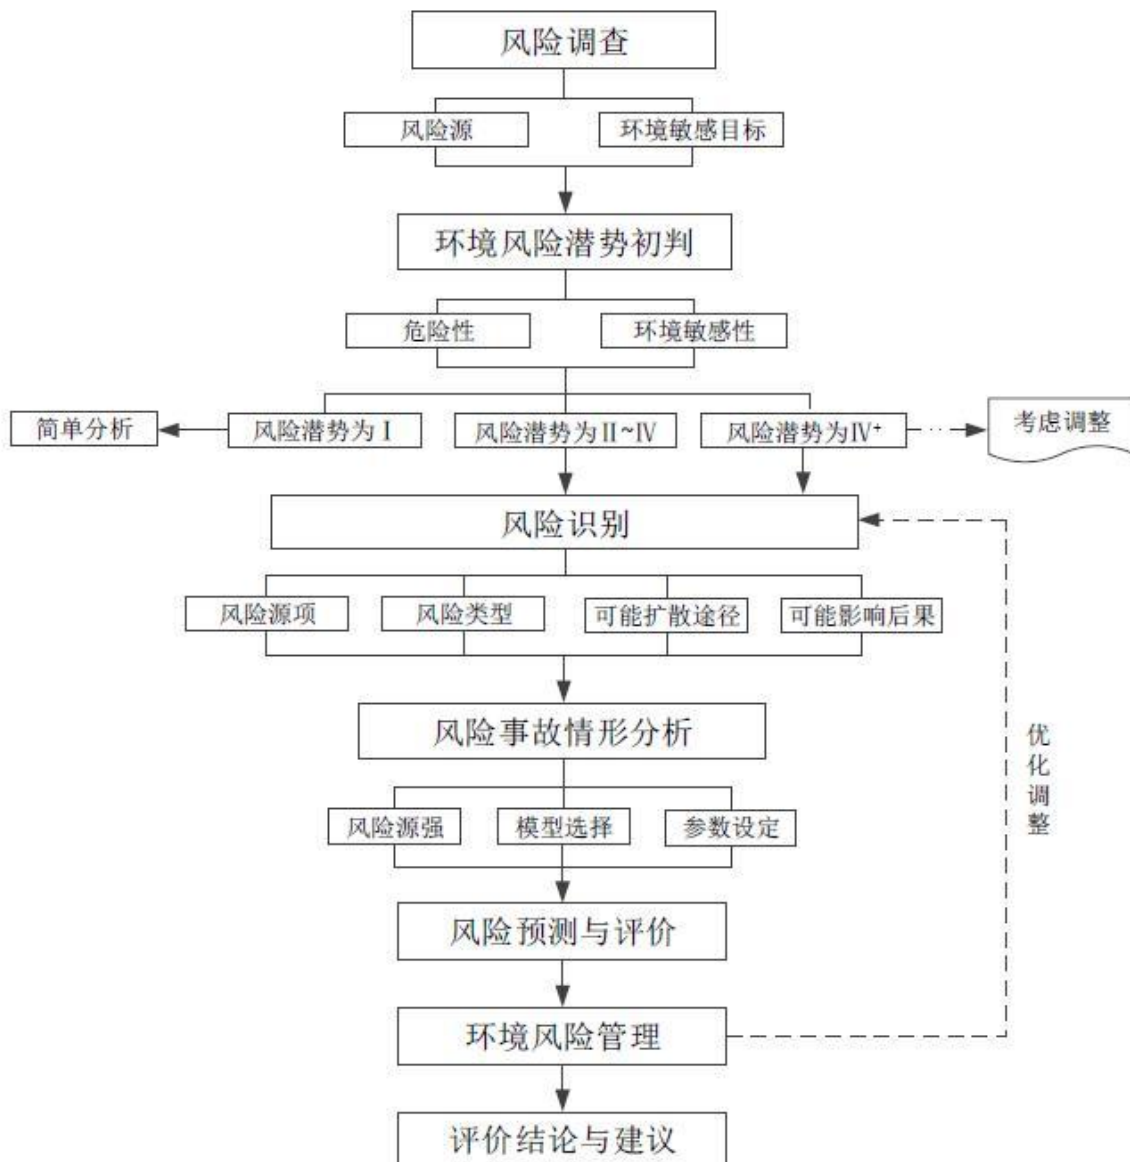 风险调查
风险源
环境敏感目标
环境风险潜势初判
危险性
环境敏感性
简单分析
风险潜势为Ⅰ
风险潜势为Ⅱ~Ⅳ
风险潜势为Ⅳ⁺
考虑调整
风险识别
风险源项
风险类型
可能扩散途径
可能影响后果
风险事故情形分析
优
化
调
整
风险源强
模型选择
参数设定
风险预测与评价
环境风险管理
评价结论与建议